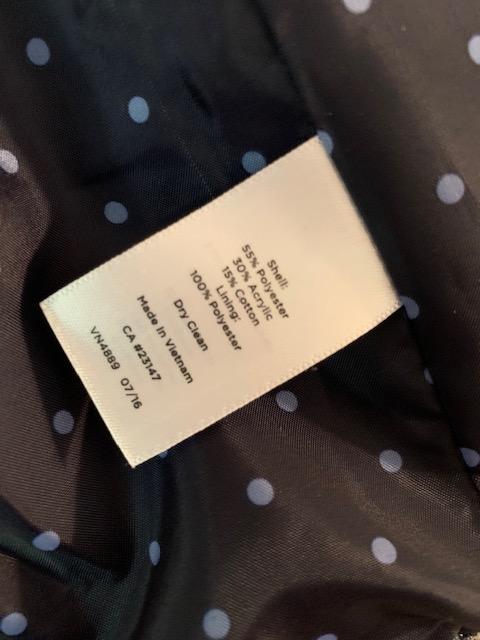 Shell:
55% Polyester
30% Acrylic
15% Cotton
Lining:
100% Polyester
Dry Clean
Made in Vietnam
CA #23147
VN4889 07/16